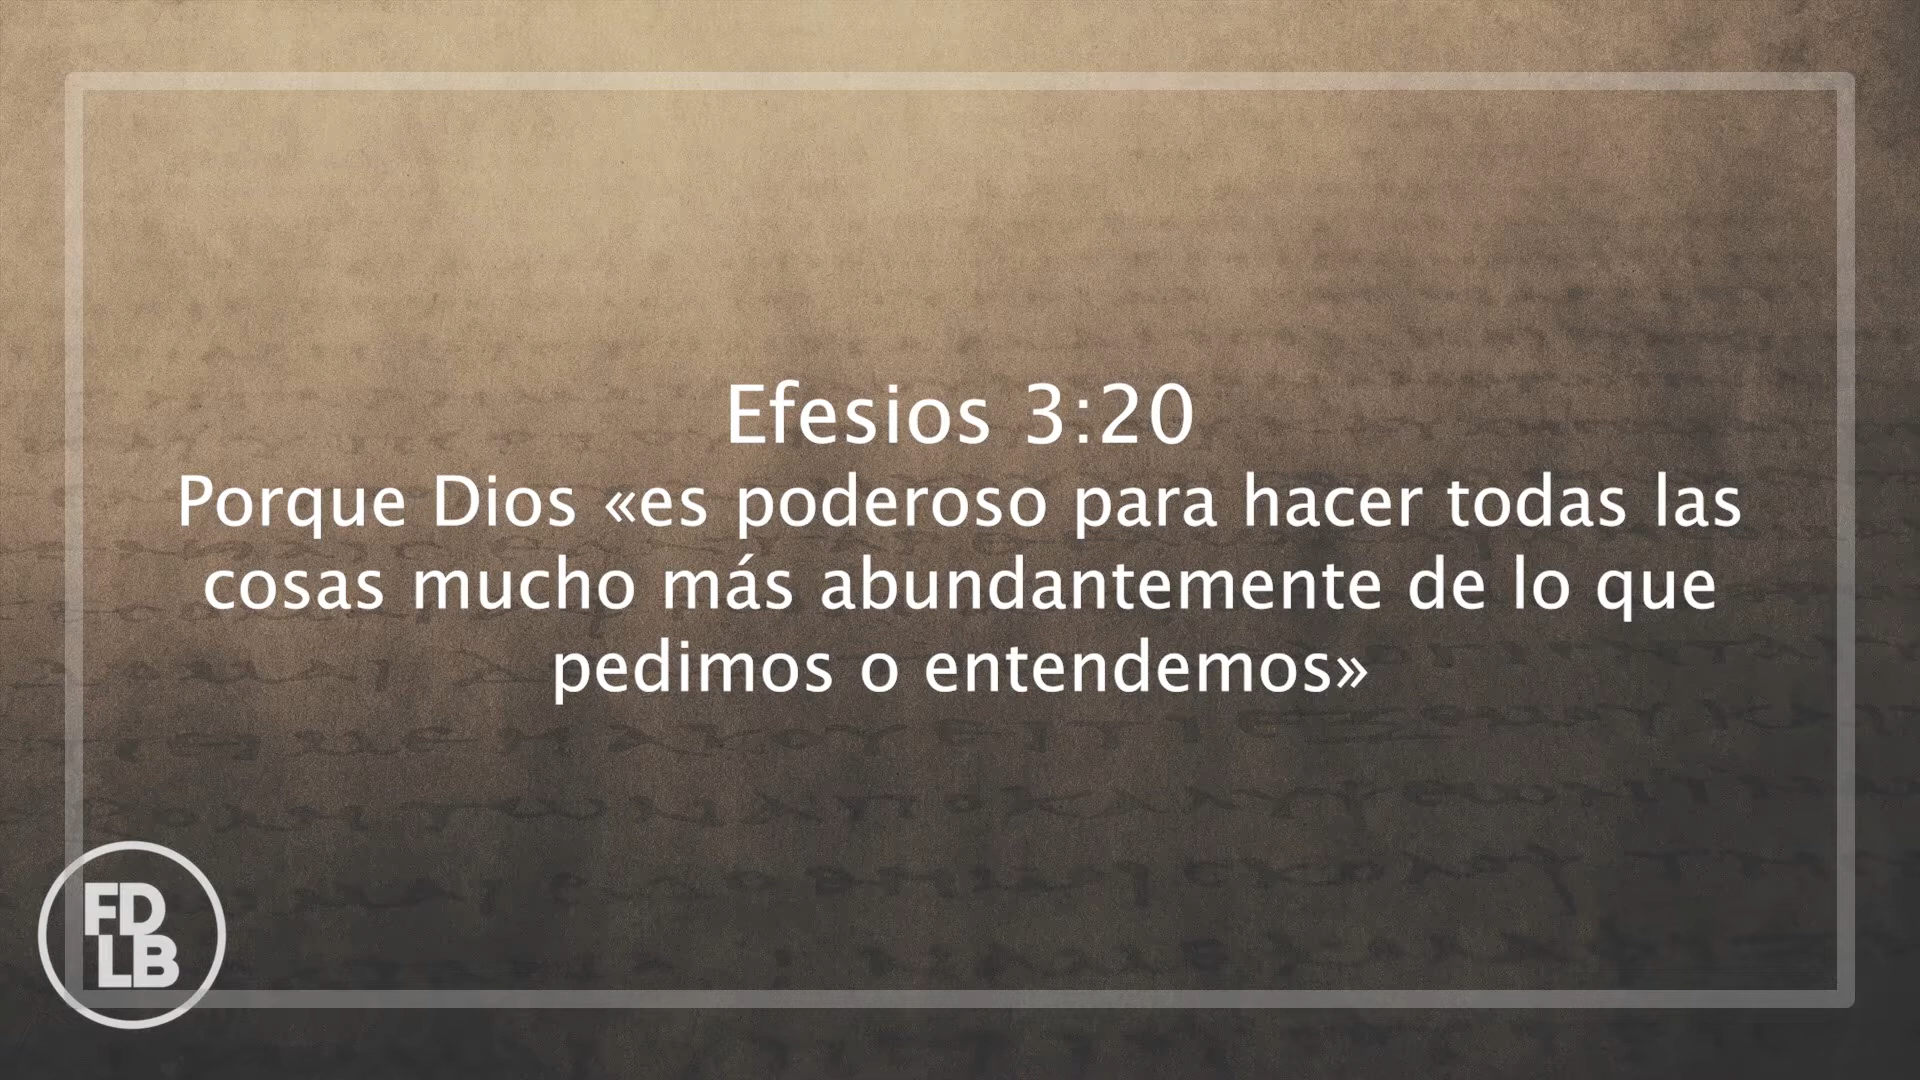 Efesios 3:20
Porque Dios «es poderoso para hacer todas las
cosas mucho más abundantemente de lo que
pedimos o entendemos»
FD
LB